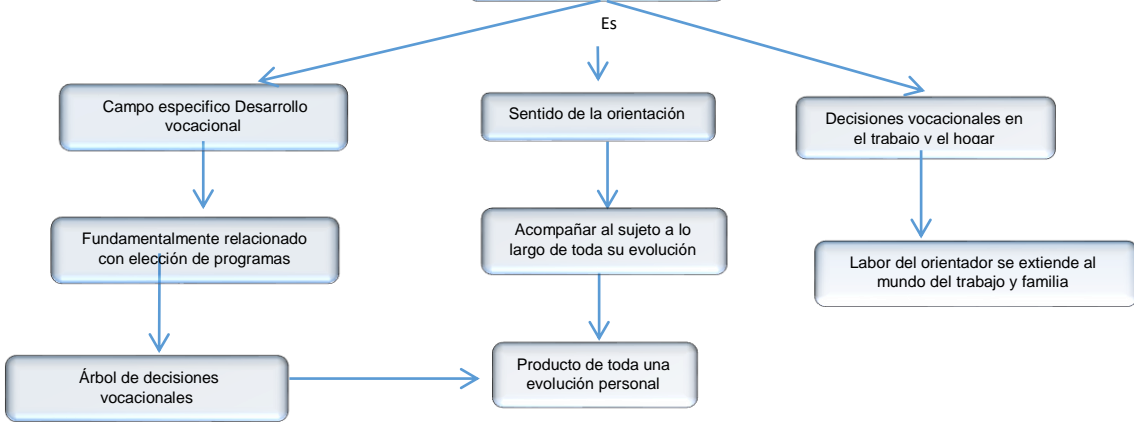 Es
Campo especifico Desarrollo
vocacional
Sentido de la orientación
Decisiones vocacionales en
el trabajo y el hogar
Fundamentalmente relacionado
con elección de programas
Acompañar al sujeto a lo
largo de toda su evolución
Labor del orientador se extiende al
mundo del trabajo y familia
Árbol de decisiones
vocacionales
Producto de toda una
evolución personal